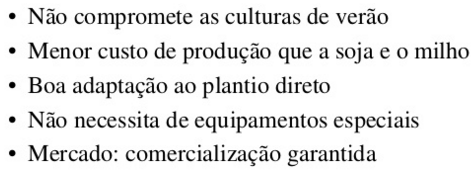 • Não compromete as culturas de verão
• Menor custo de produção que a soja e o milho
• Boa adaptação ao plantio direto
• Não necessita de equipamentos especiais
• Mercado: comercialização garantida